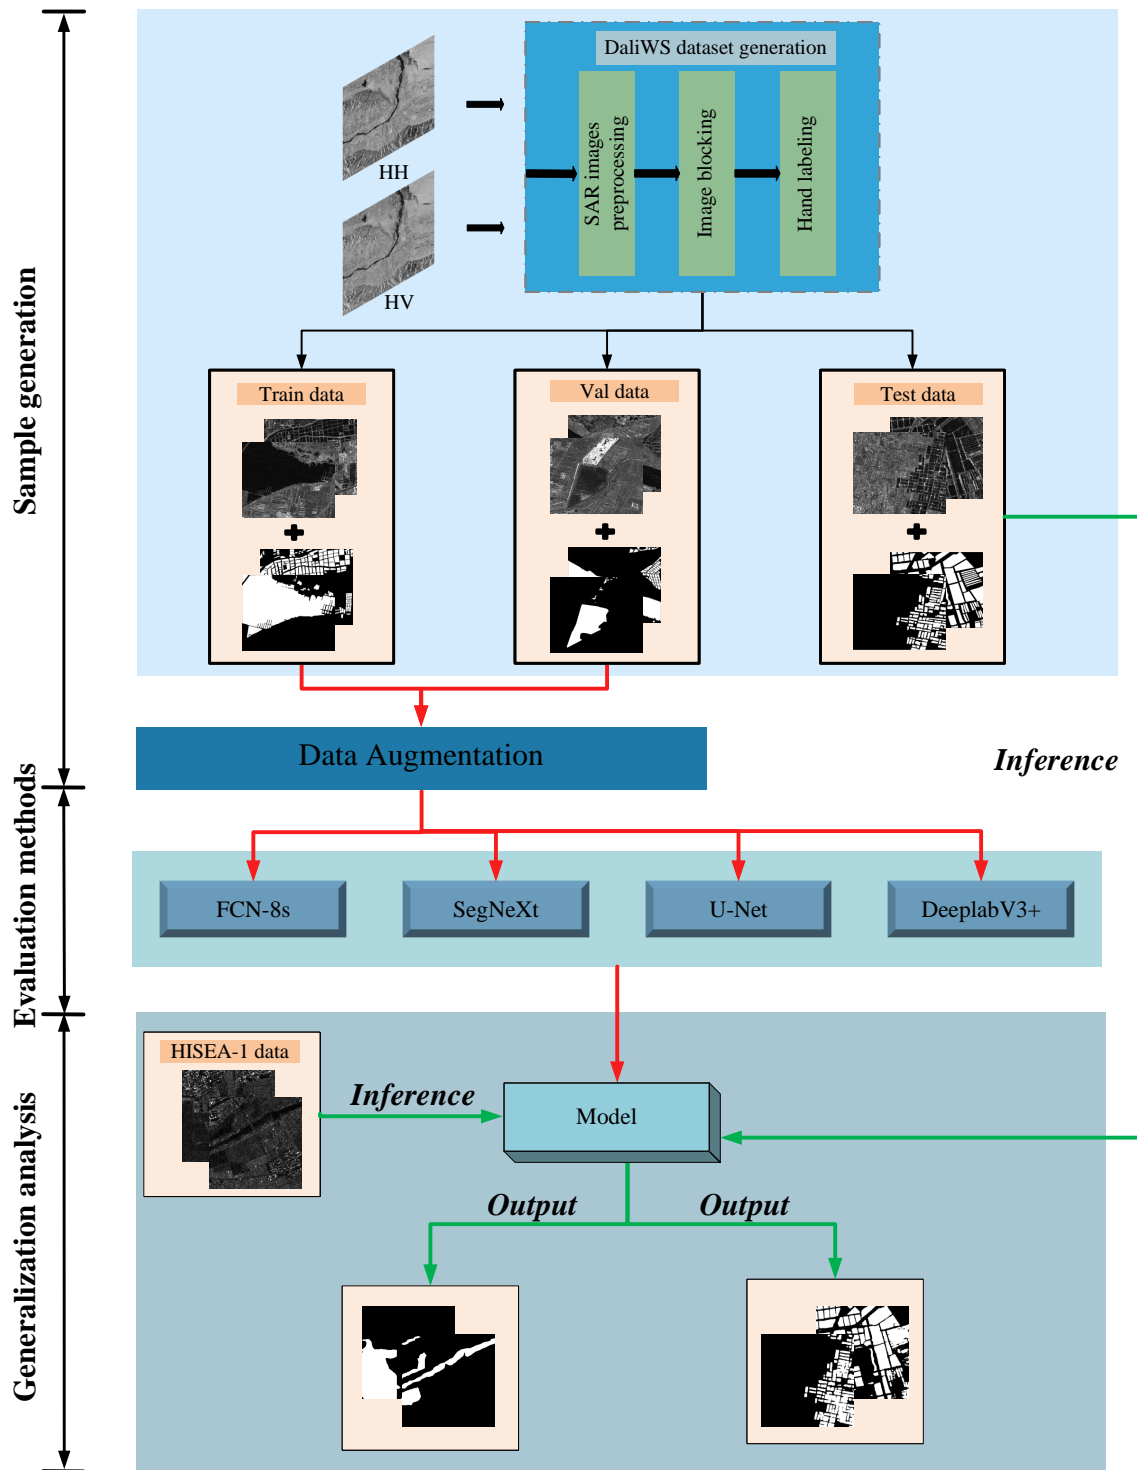 Sample generation
DaliWS dataset generation
HH
HV
SAR images
preprocessing
Image blocking
Hand labeling
Train data
Val data
Test data
Data Augmentation
Inference
Evaluation methods
FCN-8s
SegNeXt
U-Net
DeeplabV3+
Generalization analysis
HISEA-1 data
Inference
Model
Output
Output